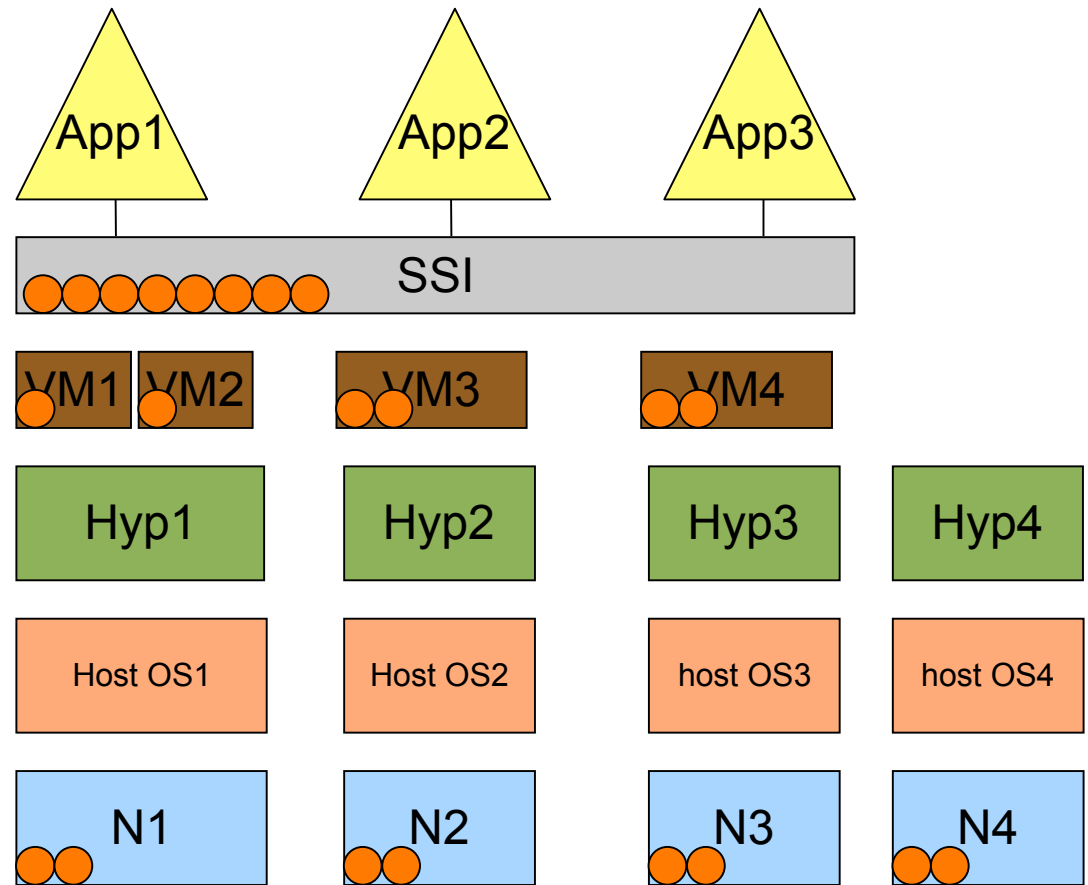 App1
App2
App3
SSI
VM1
VM2
VM3
VM4
Hyp1
Hyp2
Hyp3
Hyp4
Host OS1
Host OS2
host OS3
host OS4
N1
N2
N3
N4